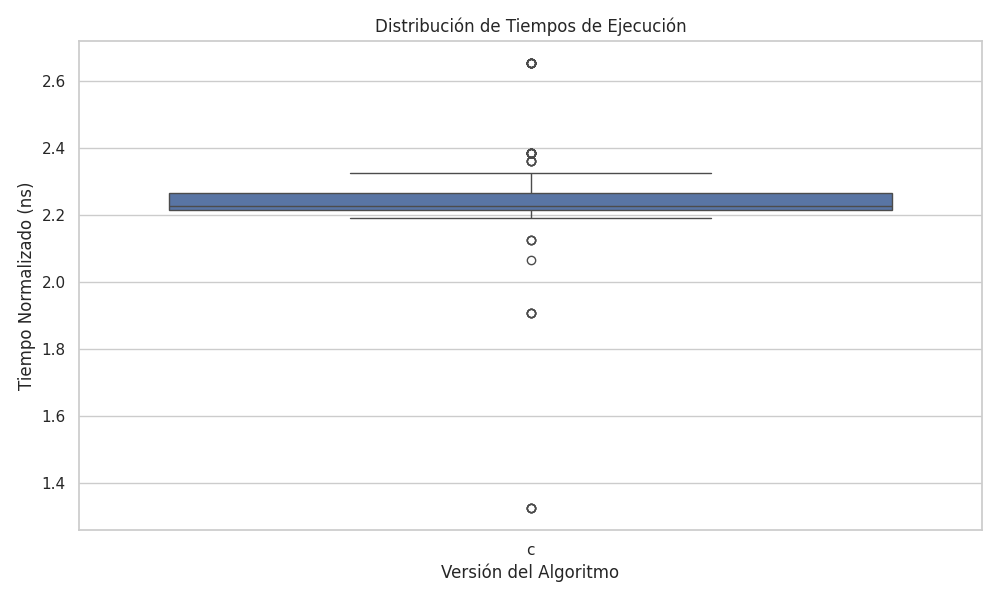 Distribución de Tiempos de Ejecución
Tiempo Normalizado (ns)
2.6
2.4
2.2
2.0
1.8
1.6
1.4
c
Versión del Algoritmo